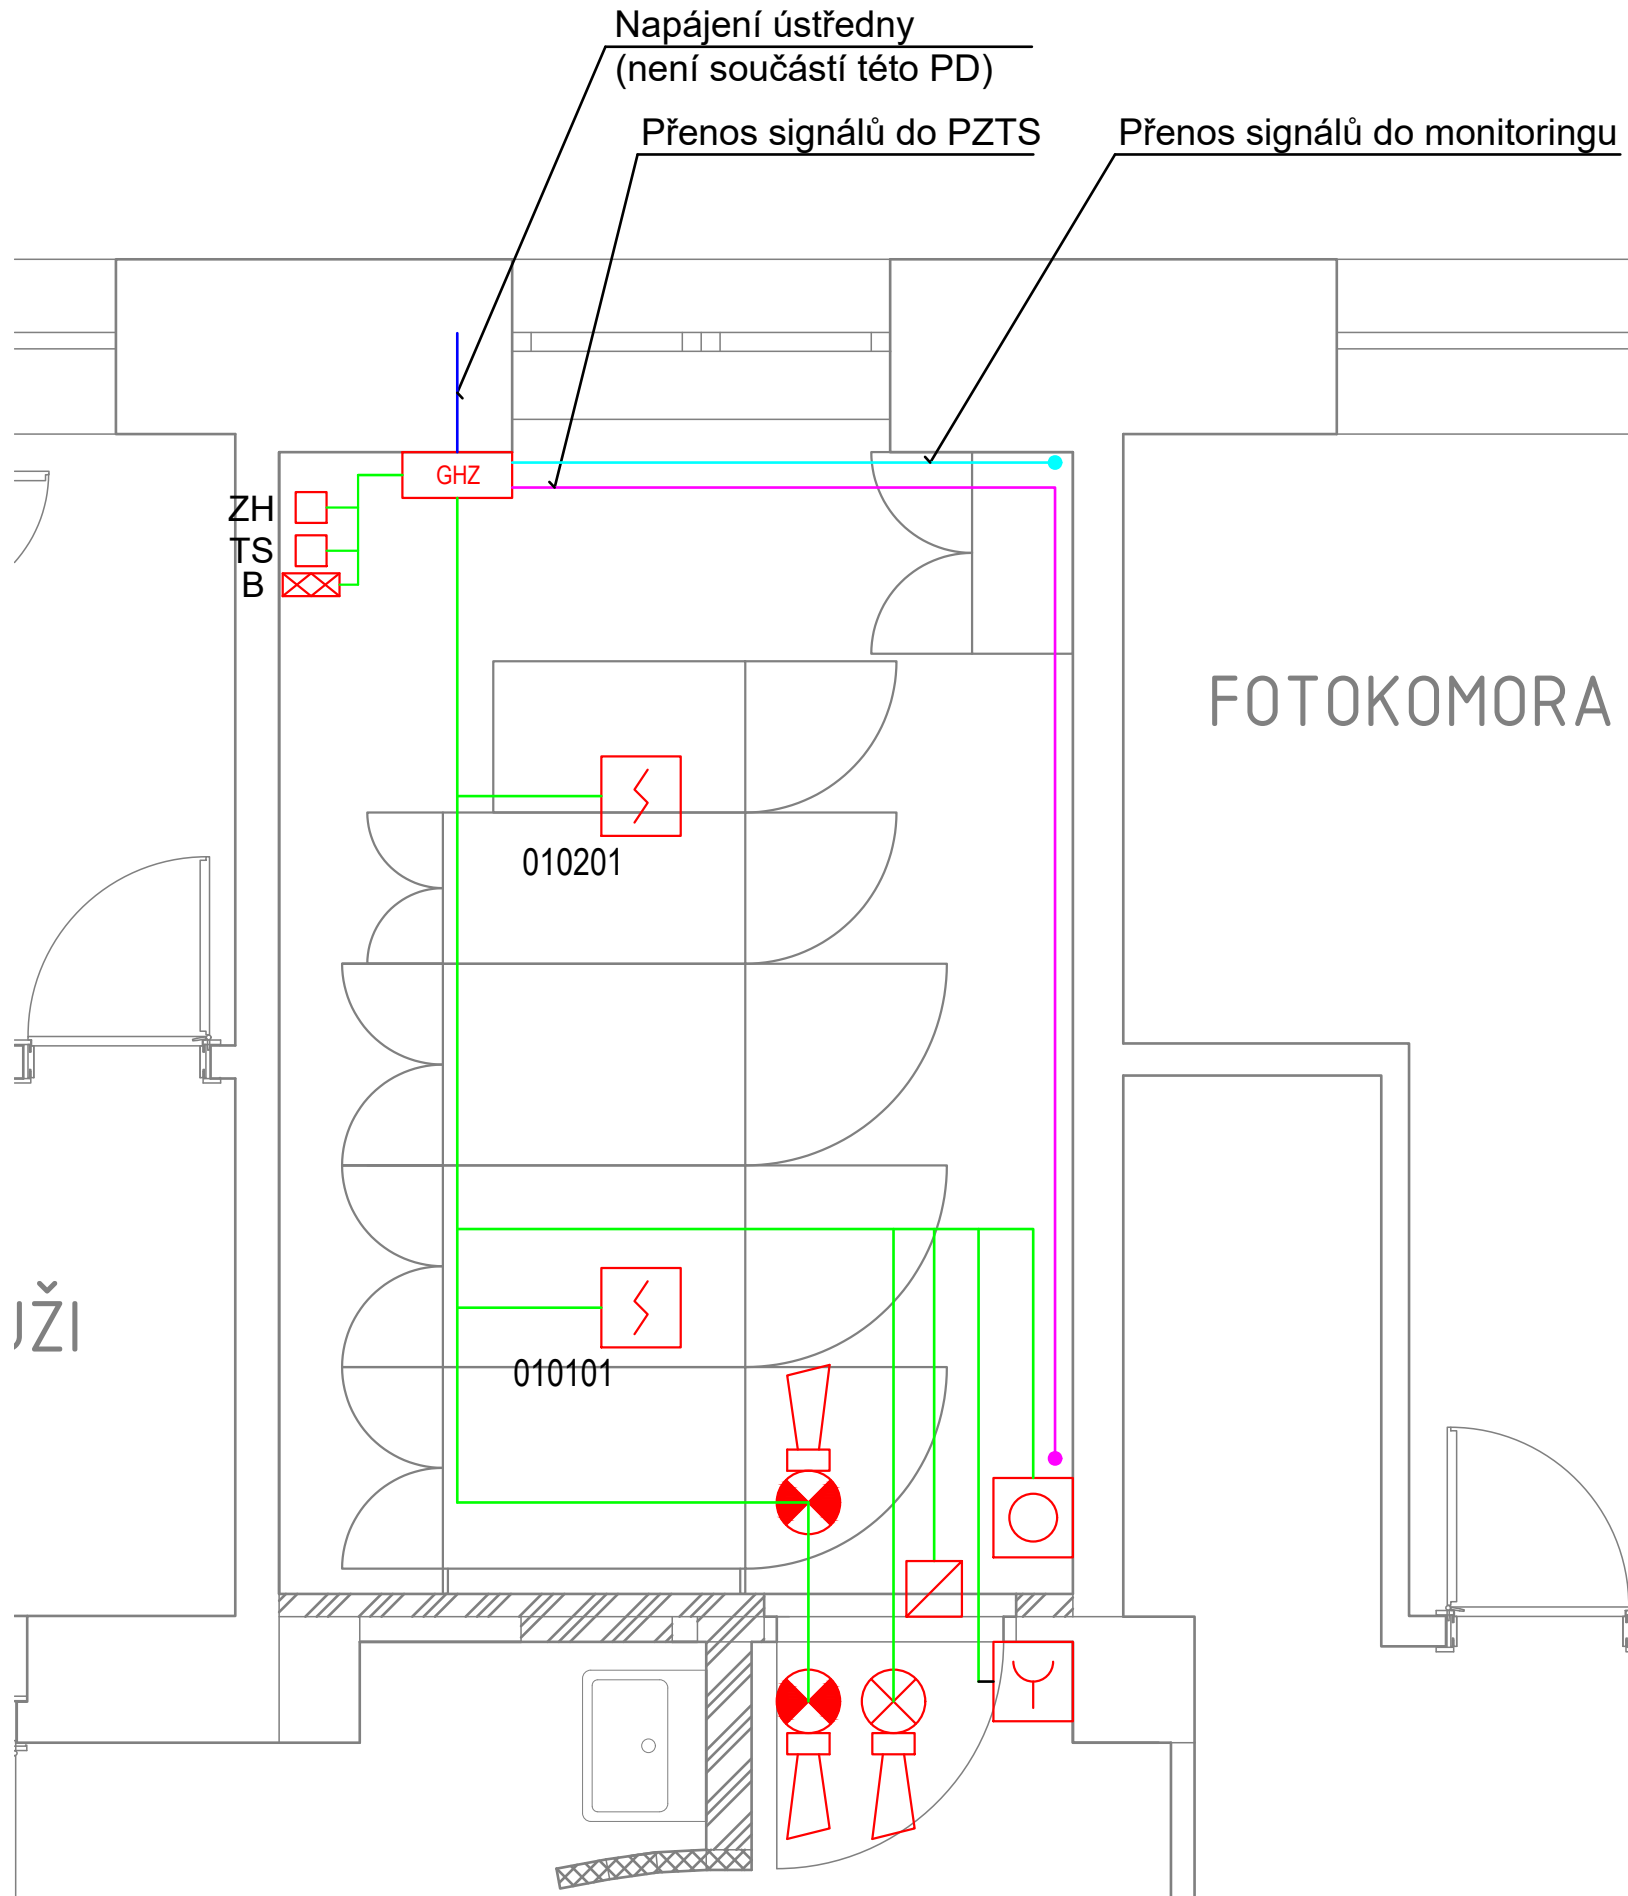 Napájení ústředny
(není součástí této PD)
Přenos signálů do PZTS
Přenos signálů do monitoringu
GHZ
ZH
TS
B
FOTOKOMORA
010201
UŽI
010101